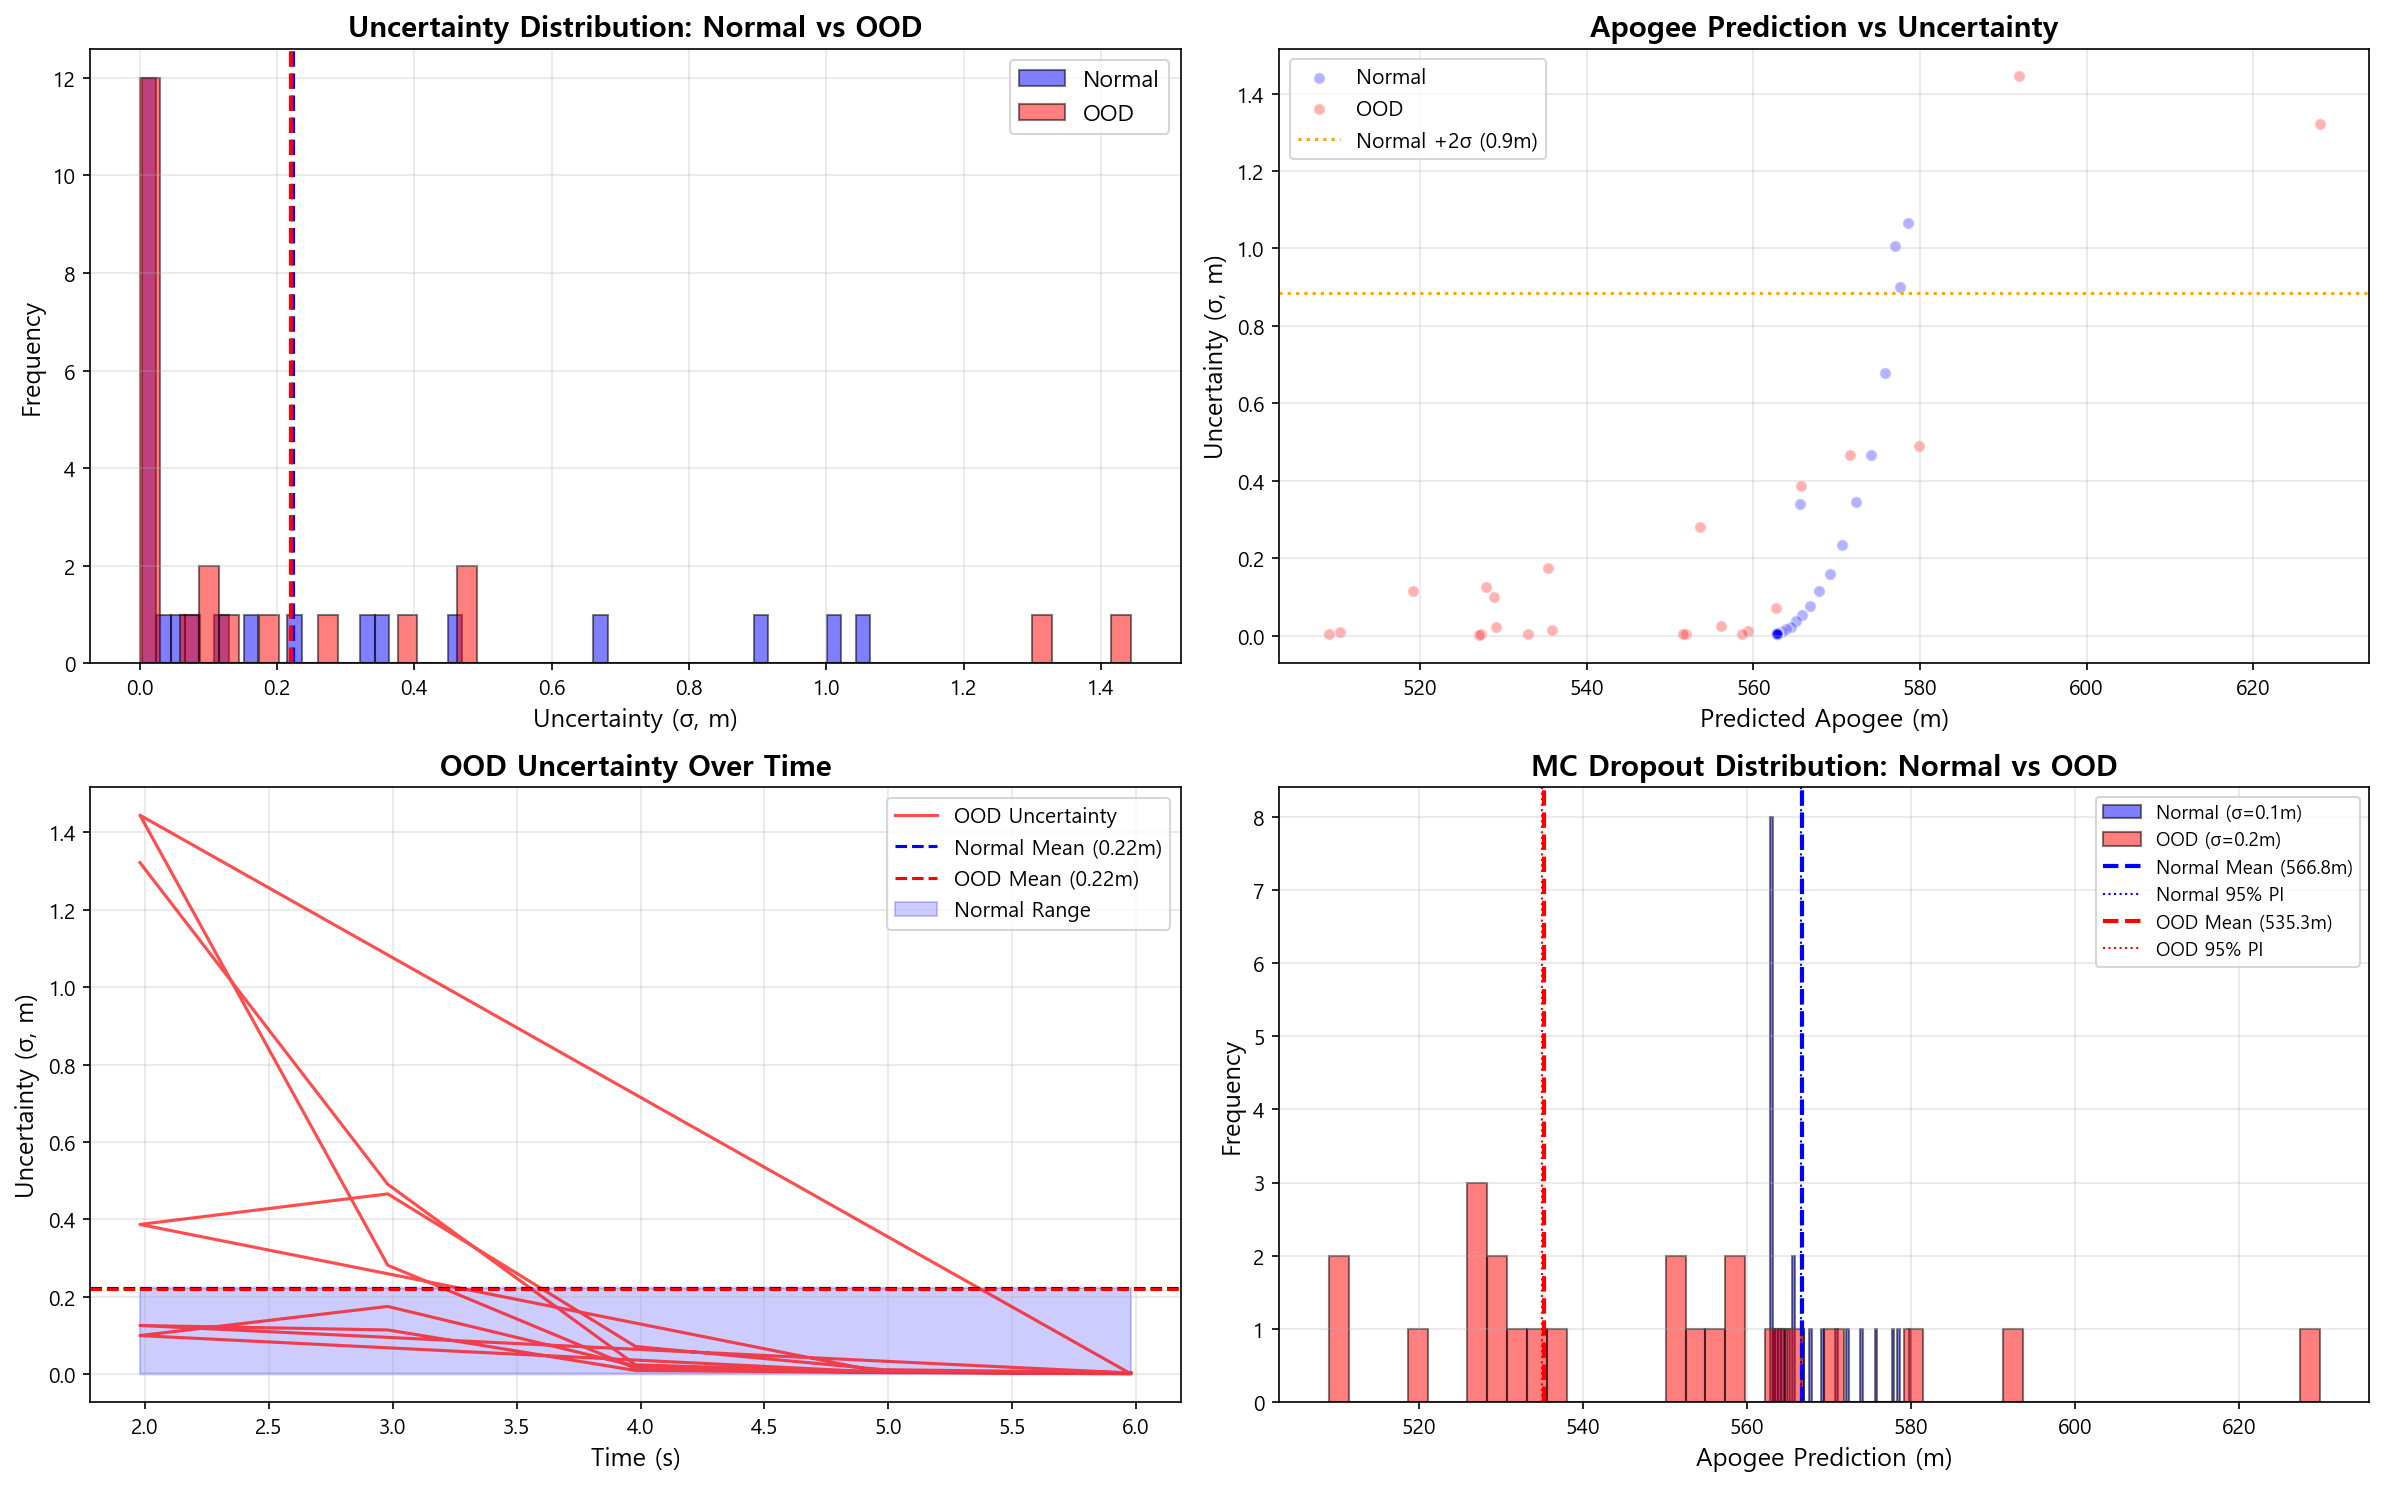 Uncertainty Distribution: Normal vs OOD
Normal
OOD
12
10
8
6
4
2
0
Frequency
0.0 0.2 0.4 0.6 0.8 1.0 1.2 1.4
Uncertainty (σ, m)
Apogee Prediction vs Uncertainty
Normal
OOD
Normal +2σ (0.9m)
1.4
1.2
1.0
0.8
0.6
0.4
0.2
0.0
Uncertainty (σ, m)
520 540 560 580 600 620
Predicted Apogee (m)
OOD Uncertainty Over Time
OOD Uncertainty
Normal Mean (0.22m)
OOD Mean (0.22m)
Normal Range
1.4
1.2
1.0
0.8
0.6
0.4
0.2
0.0
Uncertainty (σ, m)
2.0 2.5 3.0 3.5 4.0 4.5 5.0 5.5 6.0
Time (s)
MC Dropout Distribution: Normal vs OOD
Normal (σ=0.1m)
OOD (σ=0.2m)
Normal Mean (566.8m)
Normal 95% PI
OOD Mean (535.3m)
OOD 95% PI
8
7
6
5
4
3
2
1
0
Frequency
520 540 560 580 600 620
Apogee Prediction (m)